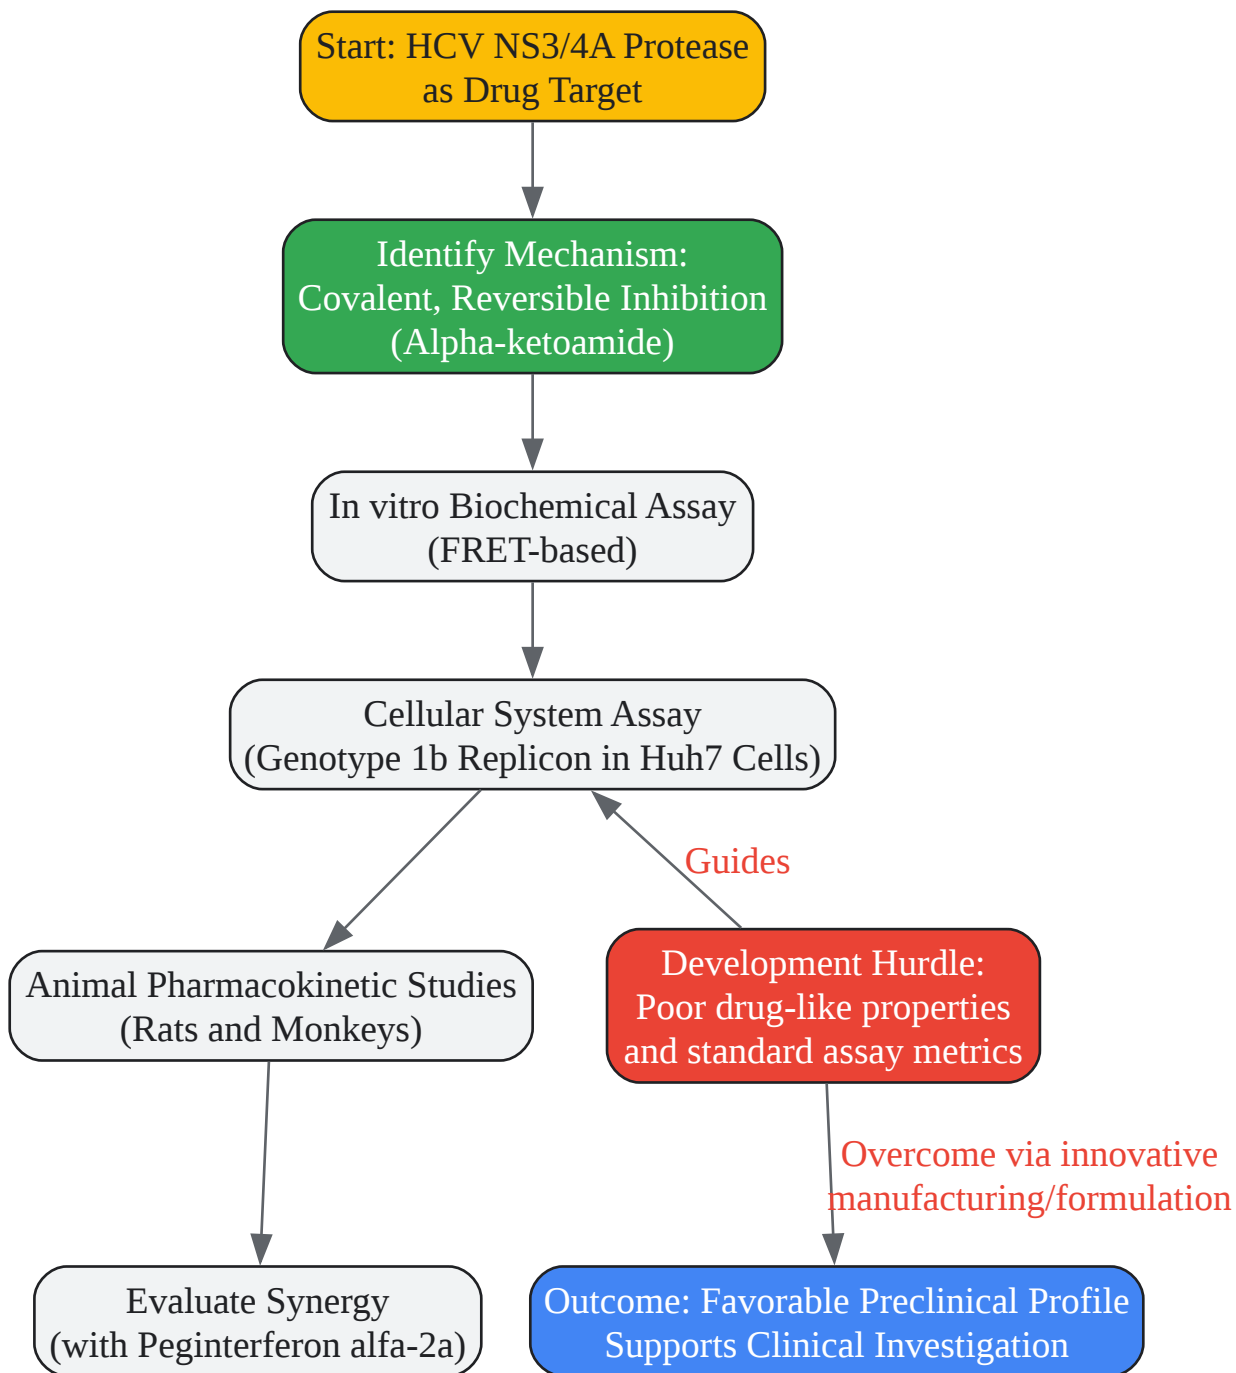 Start: HCV NS3/4A Protease
as Drug Target
Identify Mechanism:
Covalent, Reversible Inhibition
(Alpha-ketoamide)
In vitro Biochemical Assay
(FRET-based)
Cellular System Assay
(Genotype 1b Replicon in Huh7 Cells)
Guides
Animal Pharmacokinetic Studies
(Rats and Monkeys)
Development Hurdle:
Poor drug-like properties
and standard assay metrics
Overcome via innovative
manufacturing/formulation
Evaluate Synergy
(with Peginterferon alfa-2a)
Outcome: Favorable Preclinical Profile
Supports Clinical Investigation